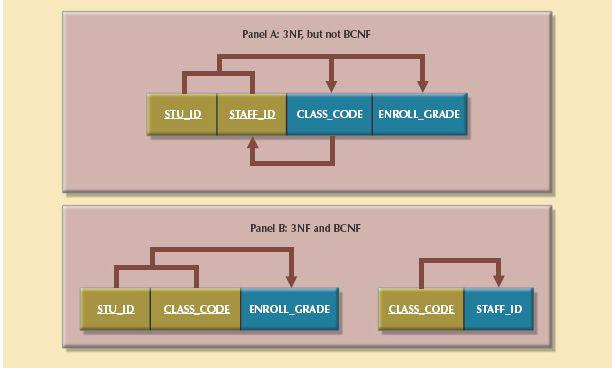 Panel A: 3NF, but not BCNF
STU_ID STAFF_ID CLASS_CODE ENROLL_GRADE
Panel B: 3NF and BCNF
STU_ID CLASS_CODE ENROLL_GRADE CLASS_CODE STAFF_ID